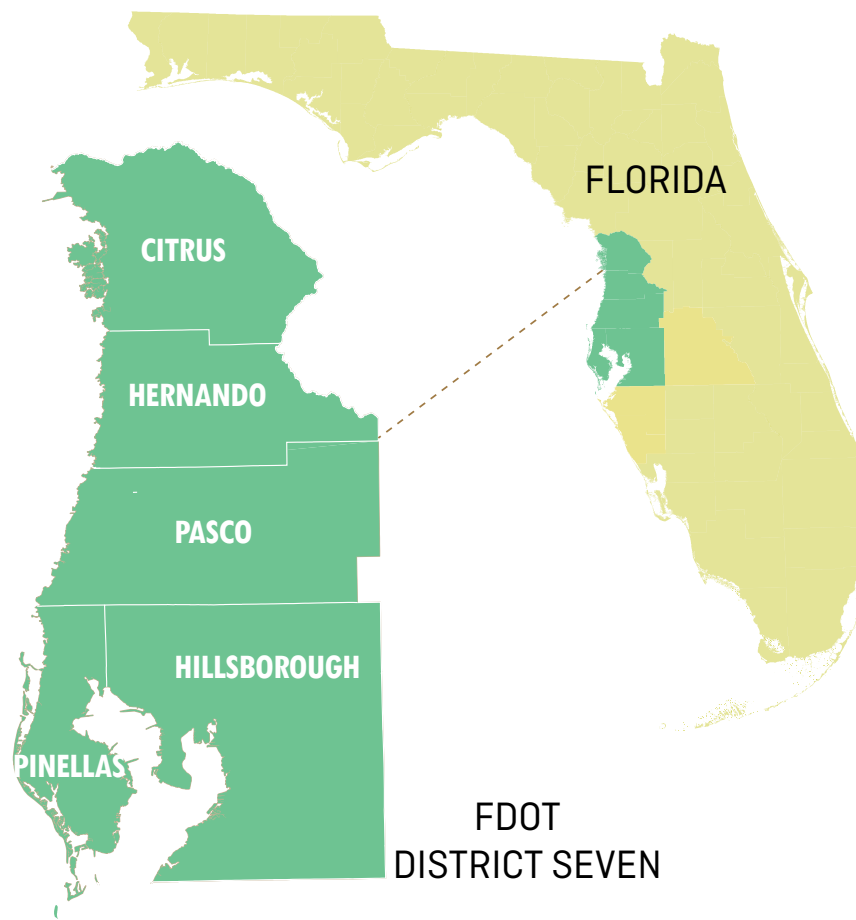 FLORIDA
CITRUS
HERNANDO
PASCO
HILLSBOROUGH
PINELLAS
FDOT
DISTRICT SEVEN